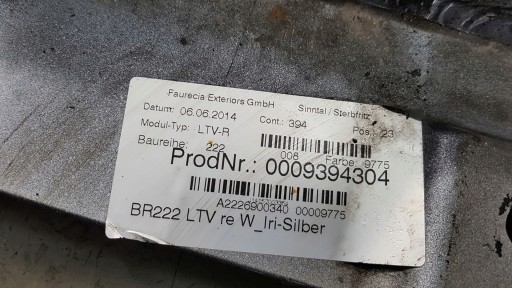 Faurecia Exteriors GmbH Sinntal / Sterbfritz
Datum: 06.06.2014 Cont.: 394 Pos.: 23
Modul-Typ: LTV-R
Baureihe: 222 008 Farbe: 9775
ProdNr.: 0009394304
A2226900340 00009775
BR222 LTV re W_Iri-Silber